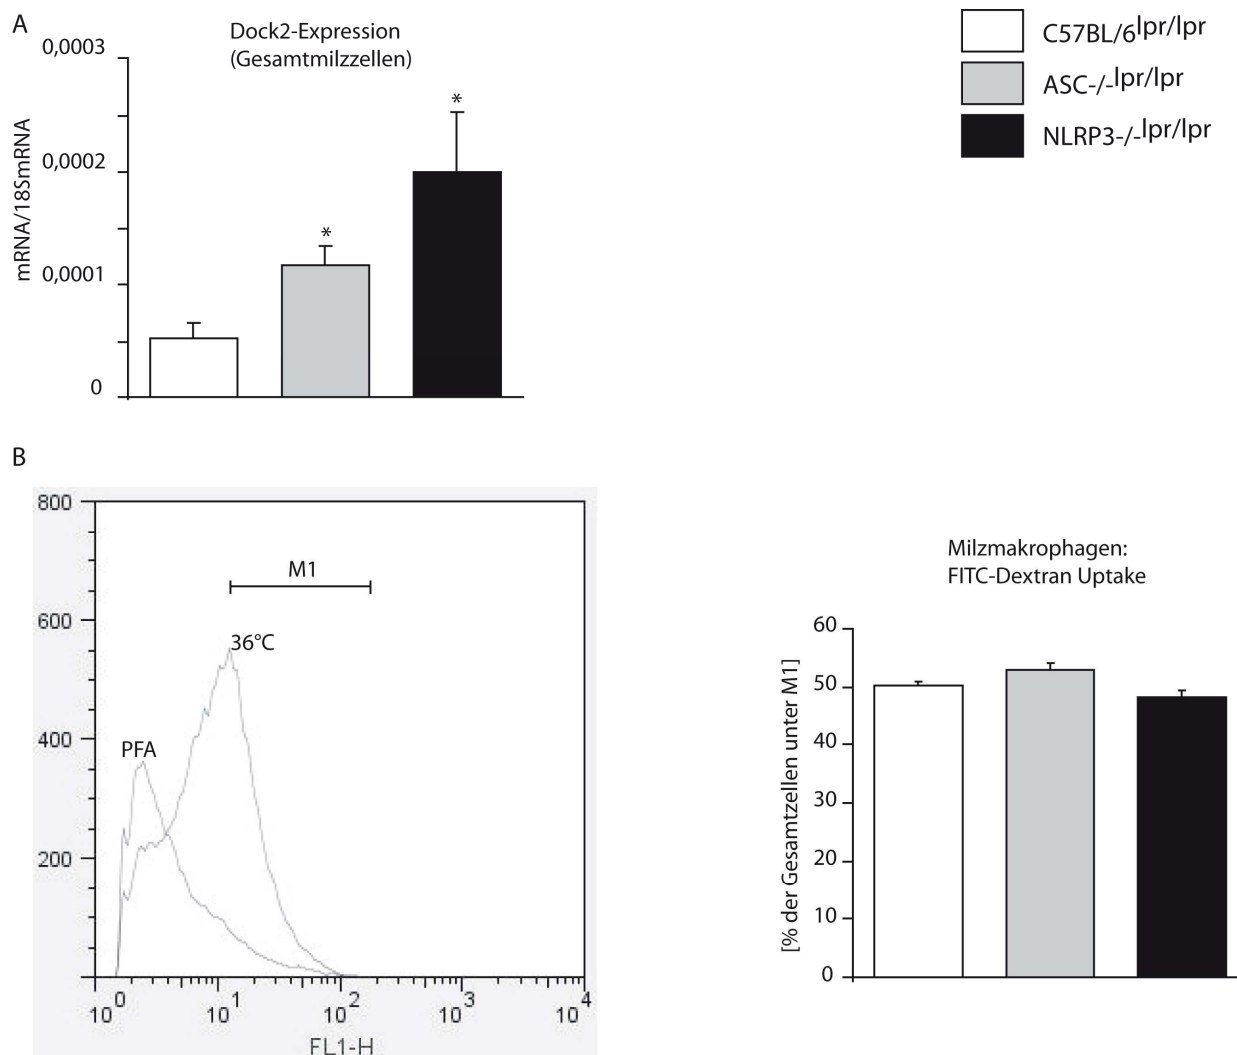 A
Dock2-Expression
(Gesamtmilzzellen)
mRNA/18SmRNA
0,0003
0,0002
0,0001
0
*
*
C57BL/6lpr/lpr
ASC-/-lpr/lpr
NLRP3-/-lpr/lpr
B
800
600
400
200
M1
36°C
PFA
10^0 10^1 10^2 10^3 10^4
FL1-H
Milzmakrophagen:
FITC-Dextran Uptake
[% der Gesamtzellen unter M1]
60
50
40
30
20
10
0